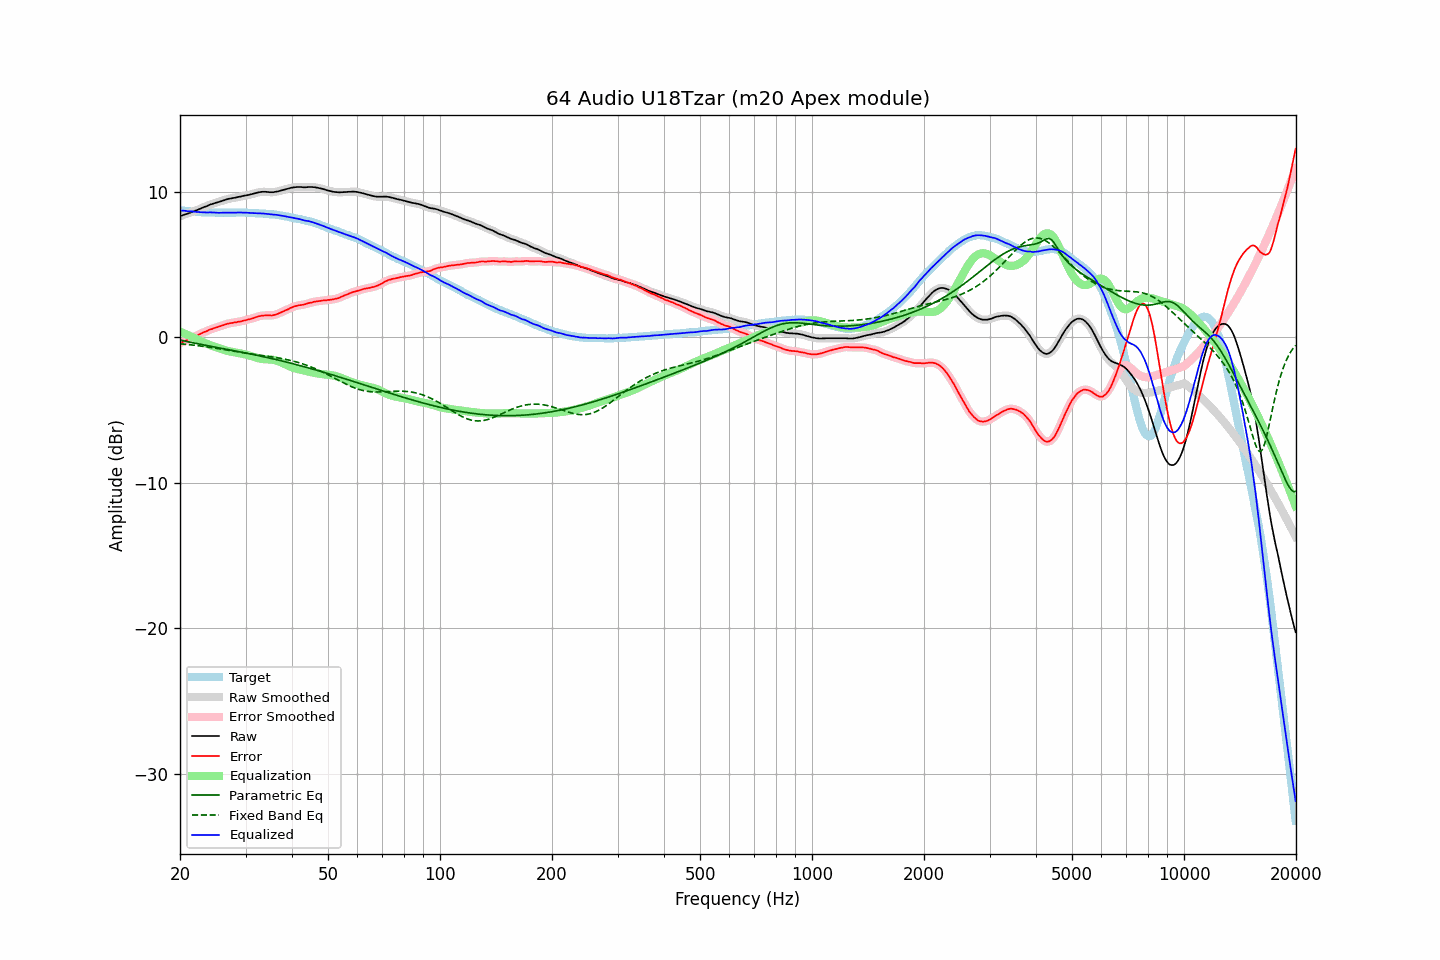 64 Audio U18Tzar (m20 Apex module)
Amplitude (dBr)
10
0
−10
−20
−30
Target
Raw Smoothed
Error Smoothed
Raw
Error
Equalization
Parametric Eq
Fixed Band Eq
Equalized
20 50 100 200 500 1000 2000 5000 10000 20000
Frequency (Hz)